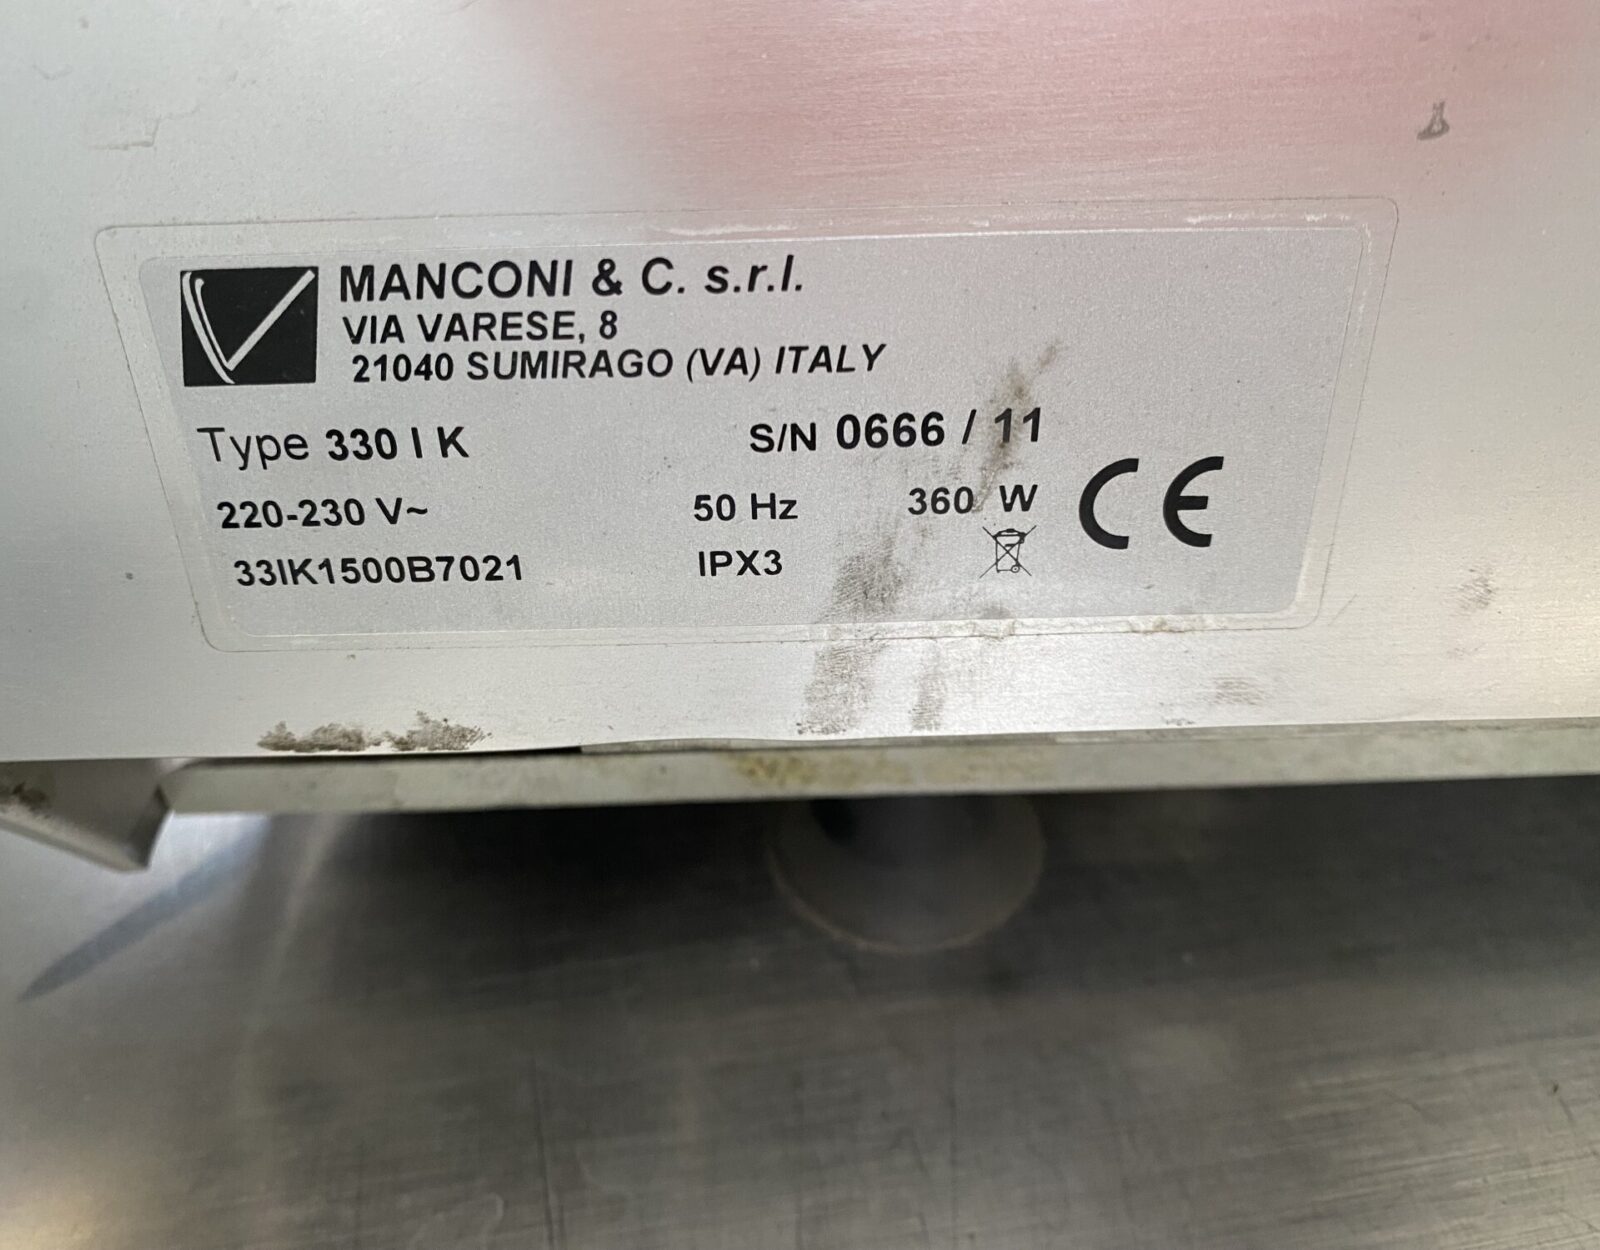 MANCONI & C. s.r.l.
VIA VARESE, 8
21040 SUMIRAGO (VA) ITALY
Type 330 I K S/N 0666 / 11
220-230 V~ 50 Hz 360 W CE
33IK1500B7021 IPX3